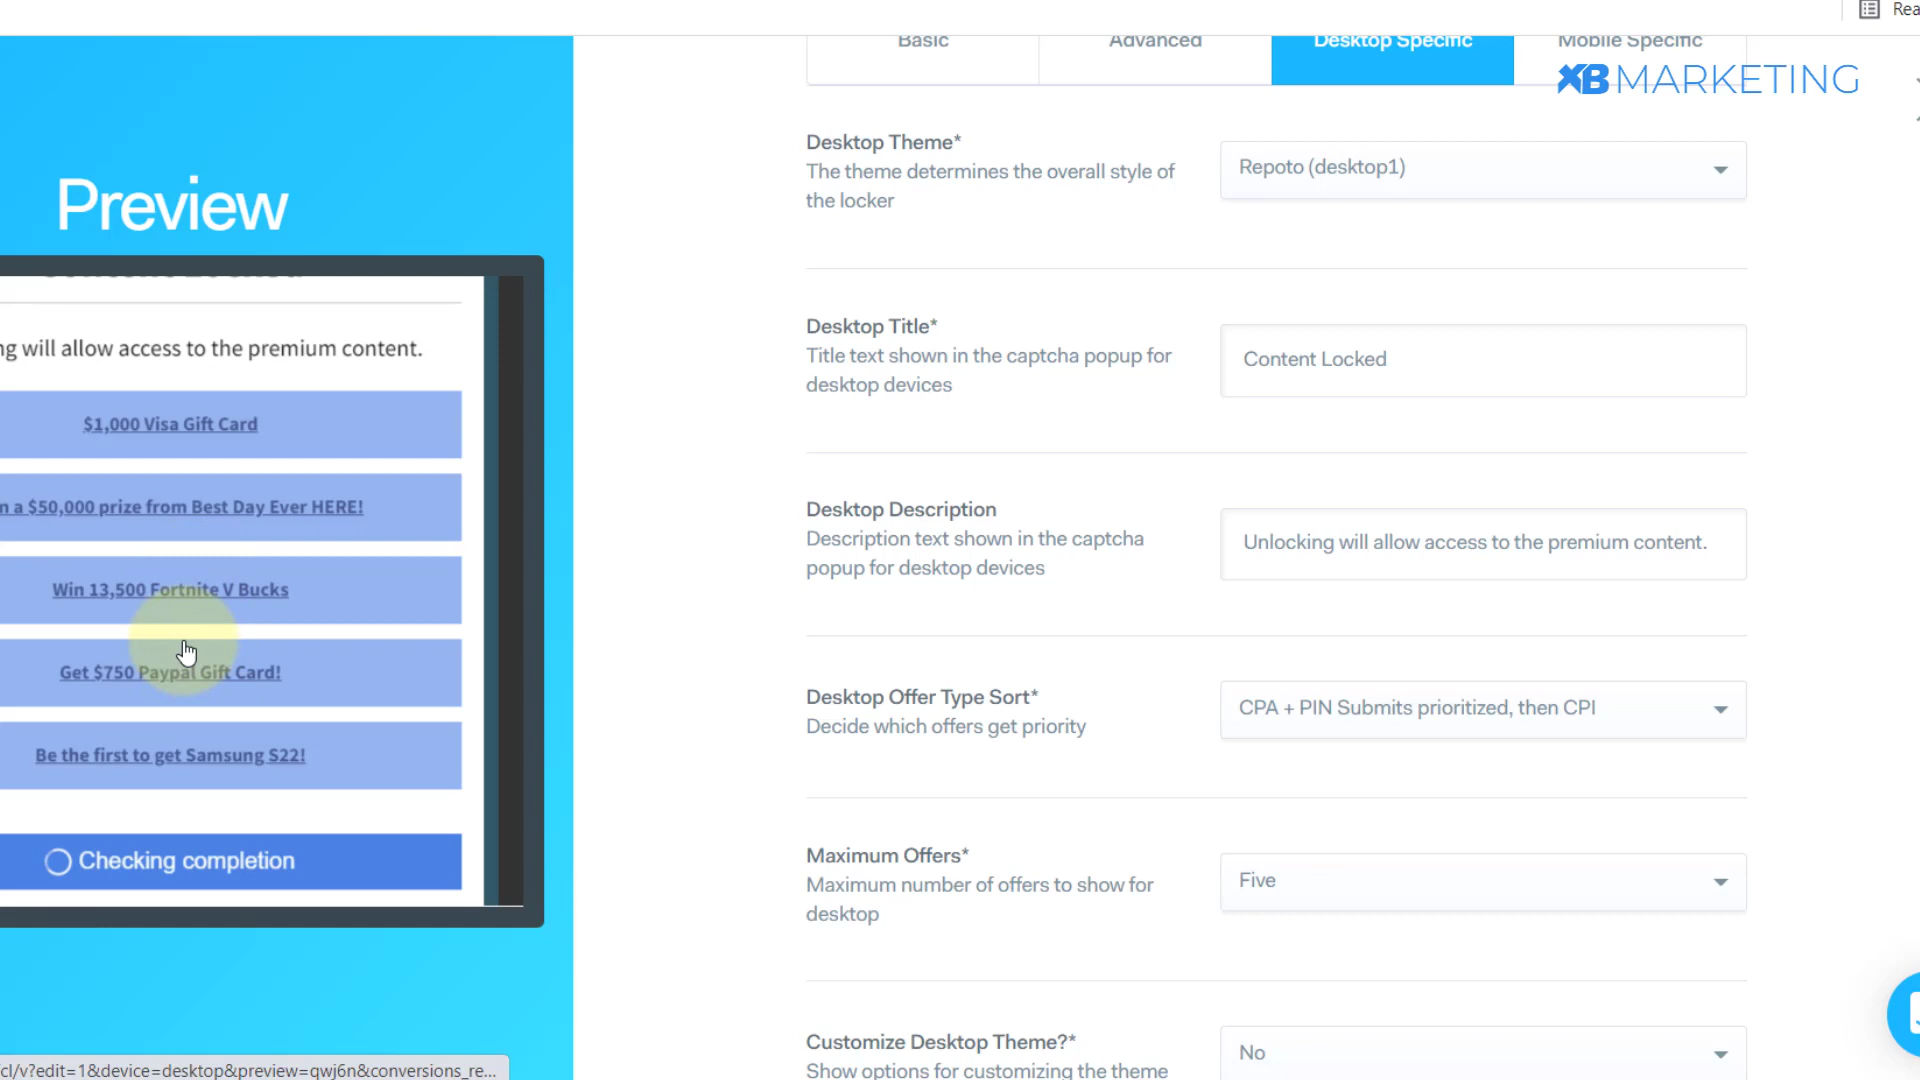 Basic
Advanced
Desktop Specific
Mobile Specific
XB MARKETING
Preview
will allow access to the premium content.
$1,000 Visa Gift Card
a $50,000 prize from Best Day Ever HERE!
Win 13,500 Fortnite V Bucks
Get $750 Paypal Gift Card!
Be the first to get Samsung S22!
Checking completion
cl/v?edit=1&device=desktop&preview=qwj6n&conversions_re...
Desktop Theme*
The theme determines the overall style of
the locker
Repoto (desktop1)
Desktop Title*
Title text shown in the captcha popup for
desktop devices
Content Locked
Desktop Description
Description text shown in the captcha
popup for desktop devices
Unlocking will allow access to the premium content.
Desktop Offer Type Sort*
Decide which offers get priority
CPA + PIN Submits prioritized, then CPI
Maximum Offers*
Maximum number of offers to show for
desktop
Five
Customize Desktop Theme?*
Show options for customizing the theme
No